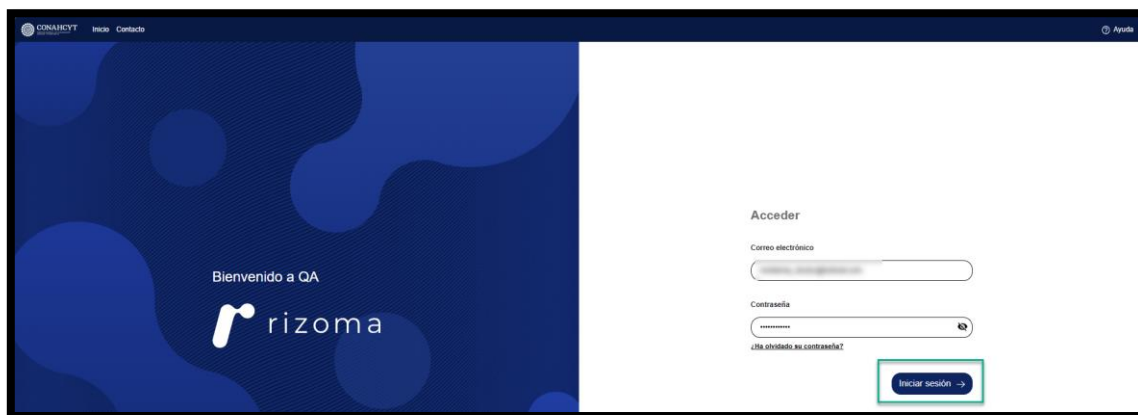 CONAHCYT
Inicio Contacto
Ayuda
Bienvenido a QA
rizoma
Acceder
Correo electrónico
Contraseña
¿Ha olvidado su contraseña?
Iniciar sesión